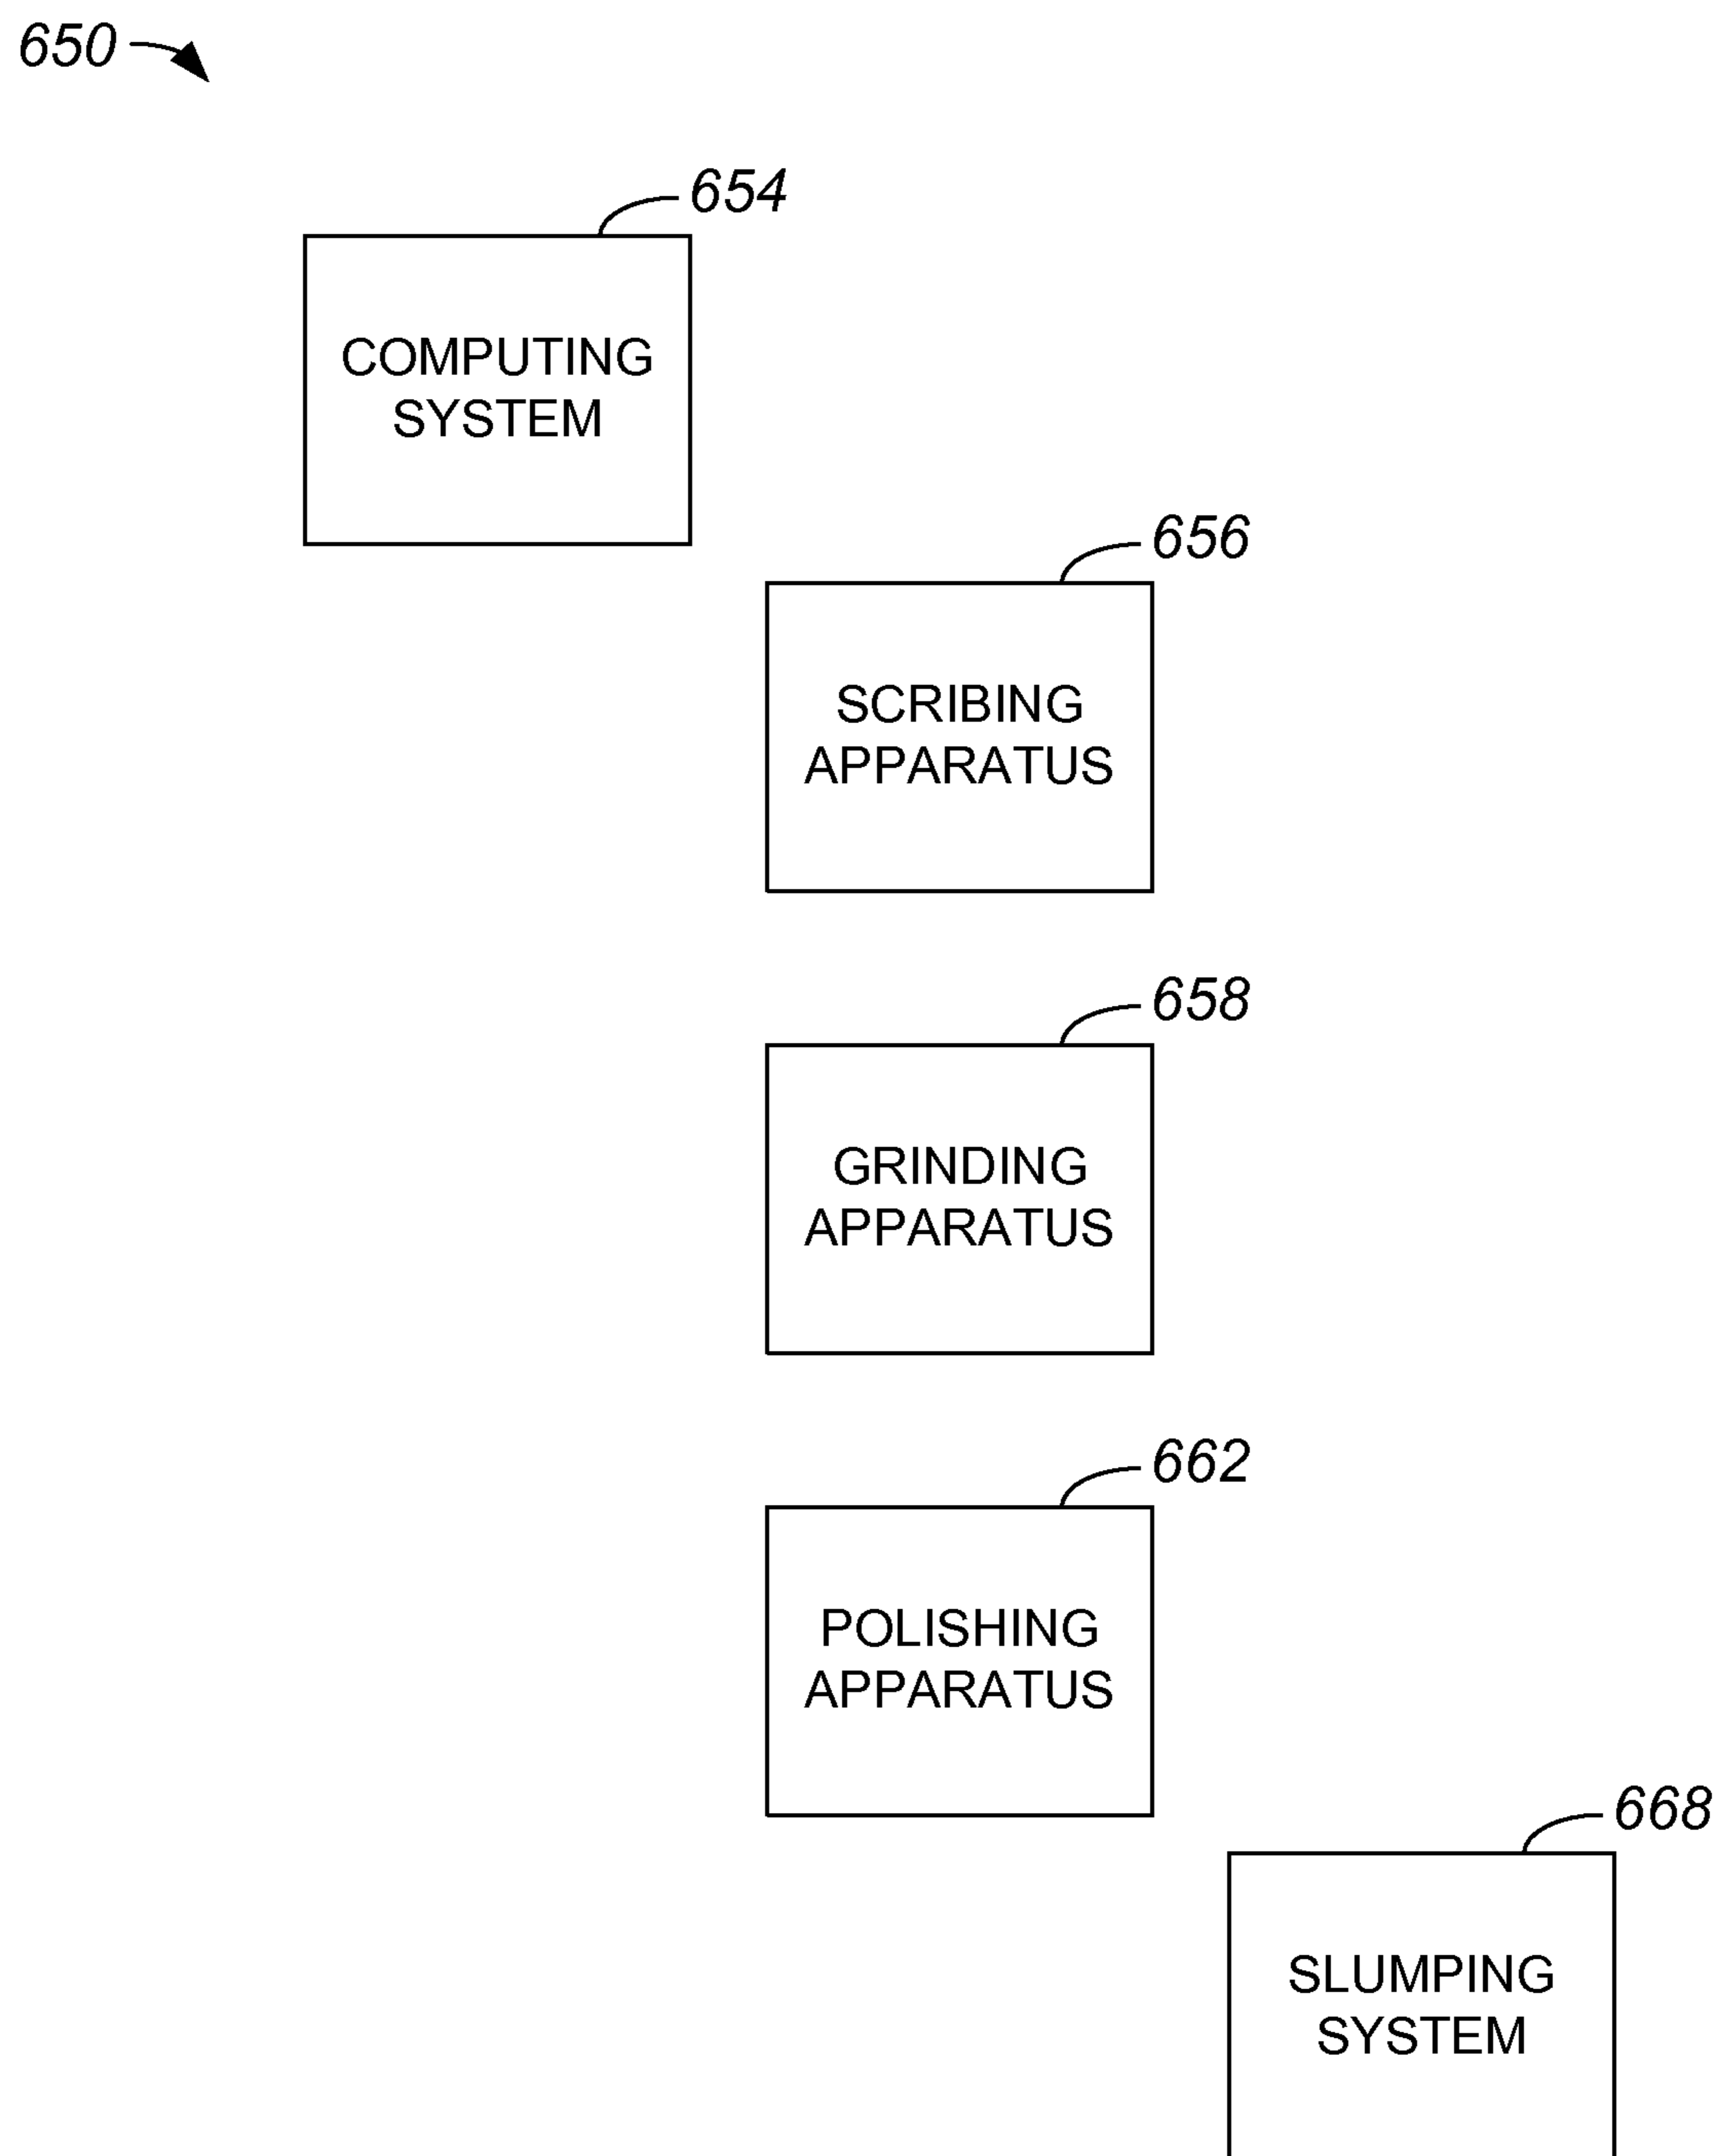 650
654
COMPUTING
SYSTEM
656
SCRIBING
APPARATUS
658
GRINDING
APPARATUS
662
POLISHING
APPARATUS
668
SLUMPING
SYSTEM